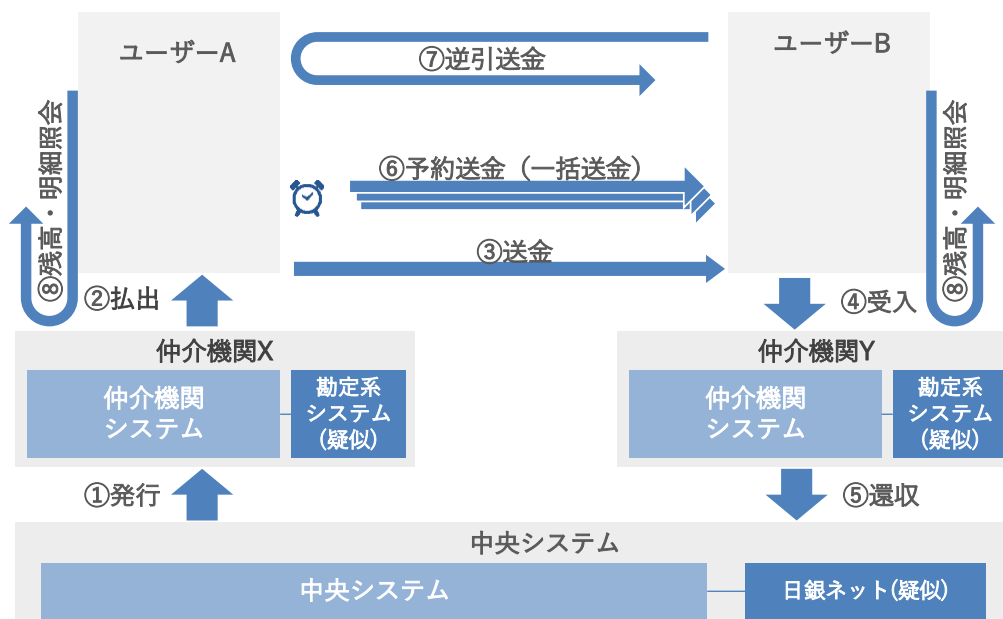 ユーザーA
ユーザーB
⑦逆引送金
⑥予約送金（一括送金）
③送金
⑧残高・明細照会
⑧残高・明細照会
②払出
④受入
仲介機関X
仲介機関
システム
勘定系
システム
(疑似)
仲介機関Y
仲介機関
システム
勘定系
システム
(疑似)
①発行
⑤還収
中央システム
中央システム
日銀ネット(疑似)